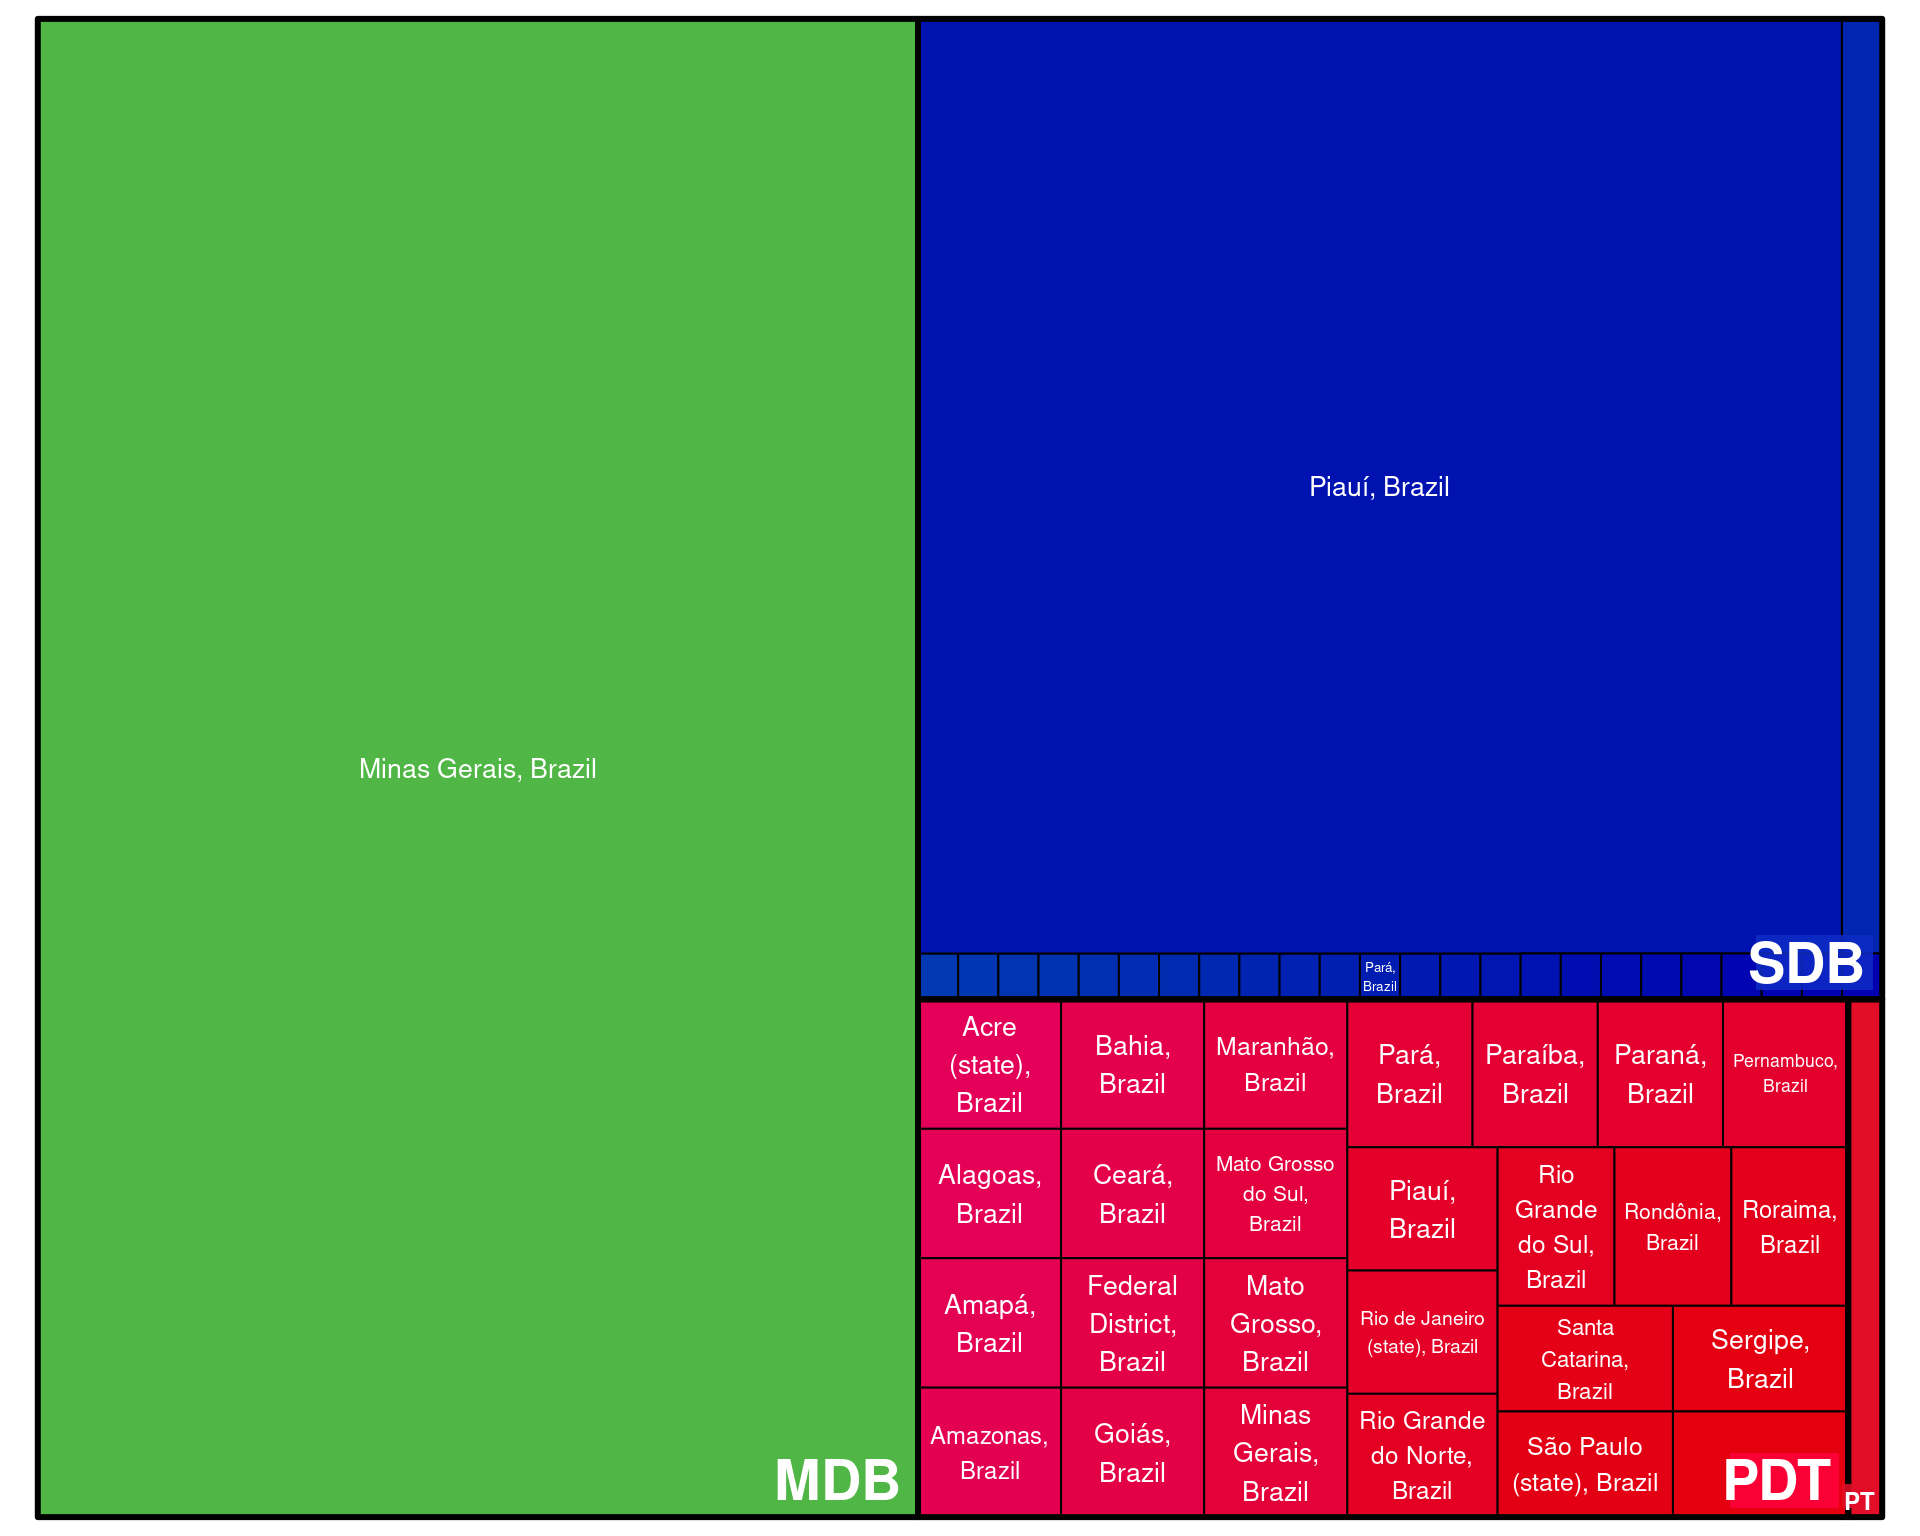 Minas Gerais, Brazil
MDB
Piauí, Brazil
SDB
Pará,
Brazil
Acre
(state),
Brazil
Bahia,
Brazil
Maranhão,
Brazil
Pará,
Brazil
Paraíba,
Brazil
Paraná,
Brazil
Pernambuco,
Brazil
Alagoas,
Brazil
Ceará,
Brazil
Mato Grosso
do Sul,
Brazil
Piauí,
Brazil
Rio
Grande
do Sul,
Brazil
Rondônia,
Brazil
Roraima,
Brazil
Amapá,
Brazil
Federal
District,
Brazil
Mato
Grosso,
Brazil
Rio de Janeiro
(state), Brazil
Santa
Catarina,
Brazil
Sergipe,
Brazil
Amazonas,
Brazil
Goiás,
Brazil
Minas
Gerais,
Brazil
Rio Grande
do Norte,
Brazil
São Paulo
(state), Brazil
PDT
PT